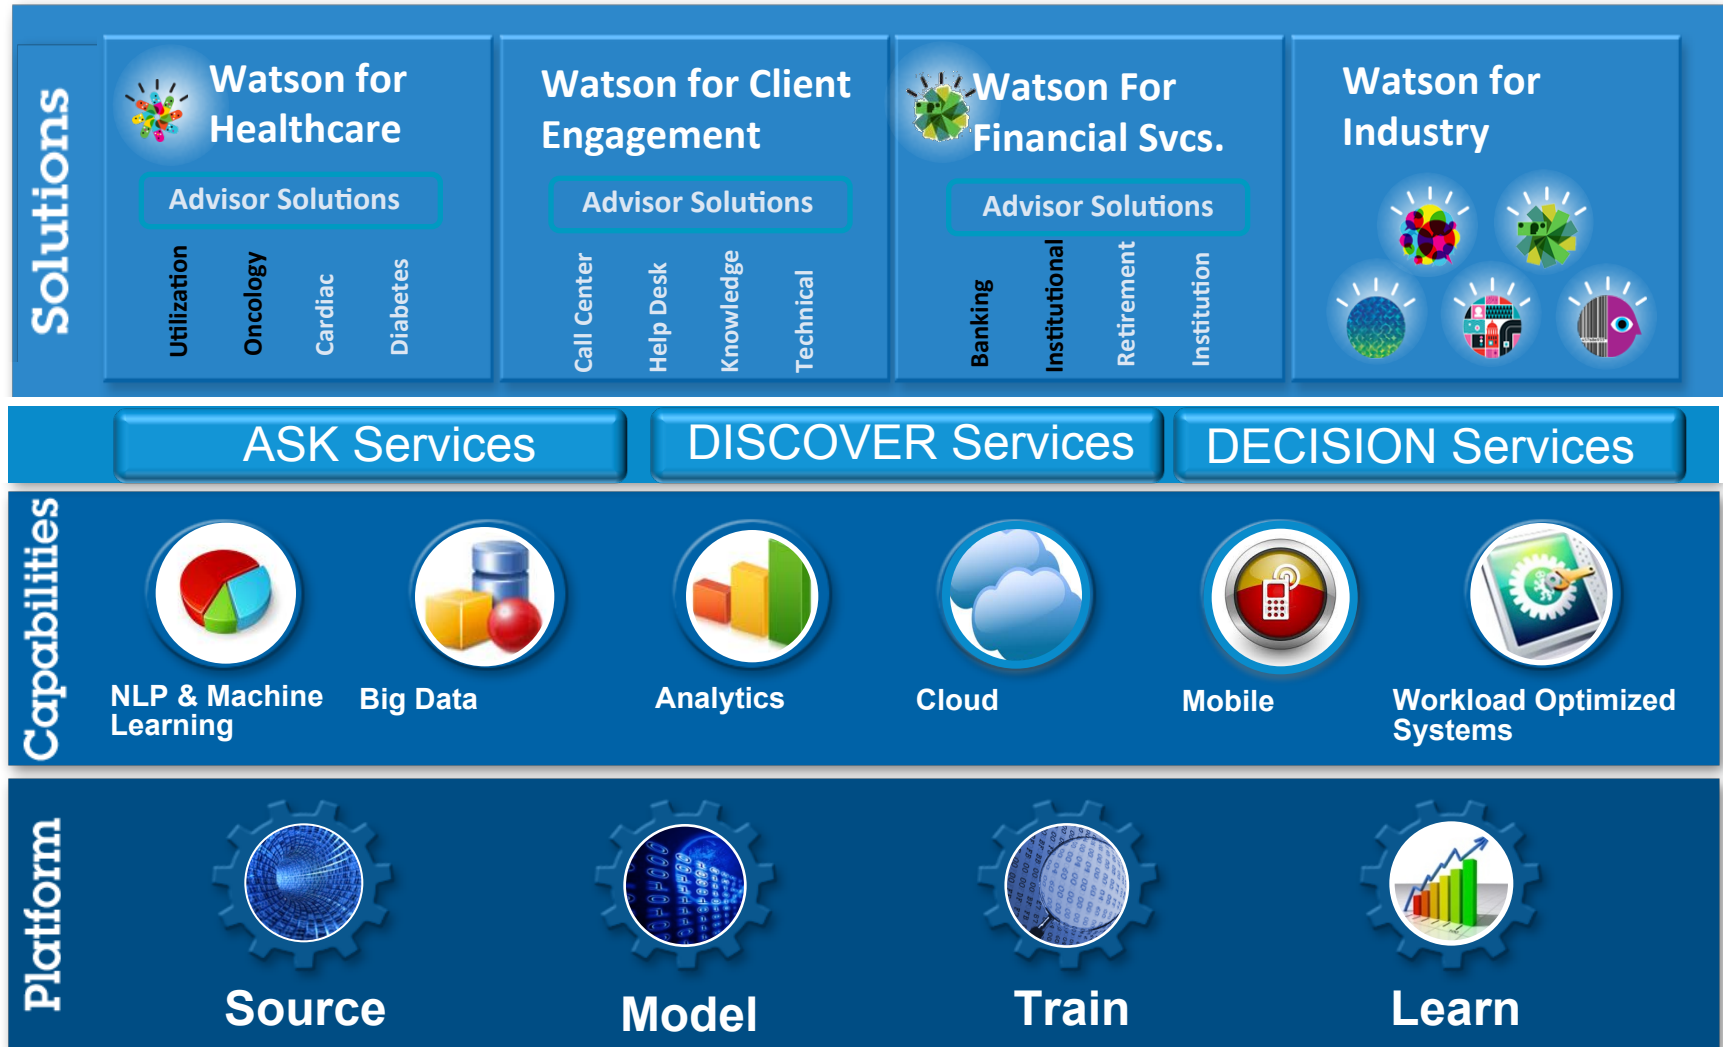 Solutions
Watson for
Healthcare
Advisor Solutions
Utilization
Oncology
Cardiac
Diabetes
Watson for Client
Engagement
Advisor Solutions
Call Center
Help Desk
Knowledge
Technical
Watson For
Financial Svcs.
Advisor Solutions
Banking
Institutional
Retirement
Institution
Watson for
Industry
ASK Services
DISCOVER Services
DECISION Services
Capabilities
NLP & Machine
Learning
Big Data
Analytics
Cloud
Mobile
Workload Optimized
Systems
Platform
Source
Model
Train
Learn